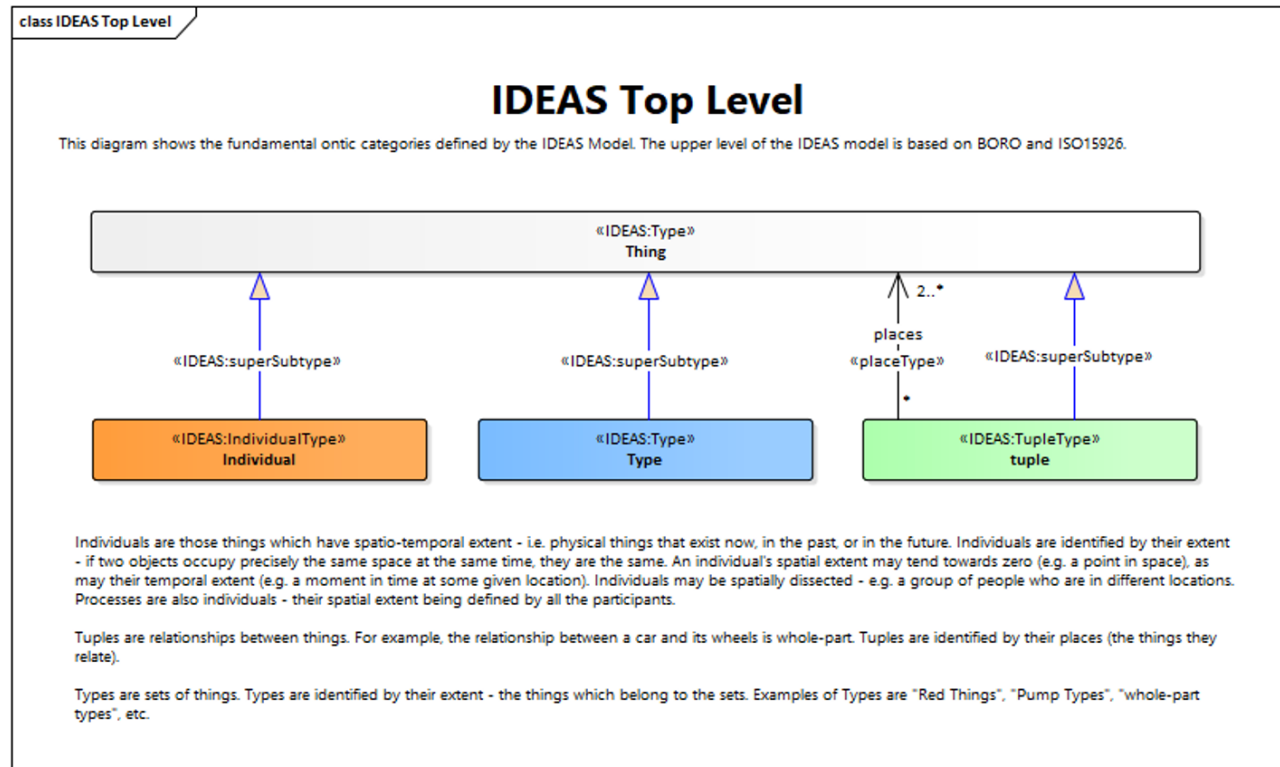 class IDEAS Top Level
IDEAS Top Level
This diagram shows the fundamental ontic categories defined by the IDEAS Model. The upper level of the IDEAS model is based on BORO and ISO15926.
«IDEAS:Type»
Thing
2..*
places
«IDEAS:superSubtype»
«IDEAS:superSubtype»
«placeType»
«IDEAS:superSubtype»
*
«IDEAS:IndividualType»
Individual
«IDEAS:Type»
Type
«IDEAS:TupleType»
tuple
Individuals are those things which have spatio-temporal extent - i.e. physical things that exist now, in the past, or in the future. Individuals are identified by their extent
- if two objects occupy precisely the same space at the same time, they are the same. An individual's spatial extent may tend towards zero (e.g. a point in space), as
may their temporal extent (e.g. a moment in time at some given location). Individuals may be spatially dissected - e.g. a group of people who are in different locations.
Processes are also individuals - their spatial extent being defined by all the participants.
Tuples are relationships between things. For example, the relationship between a car and its wheels is whole-part. Tuples are identified by their places (the things they
relate).
Types are sets of things. Types are identified by their extent - the things which belong to the sets. Examples of Types are "Red Things", "Pump Types", "whole-part
types", etc.